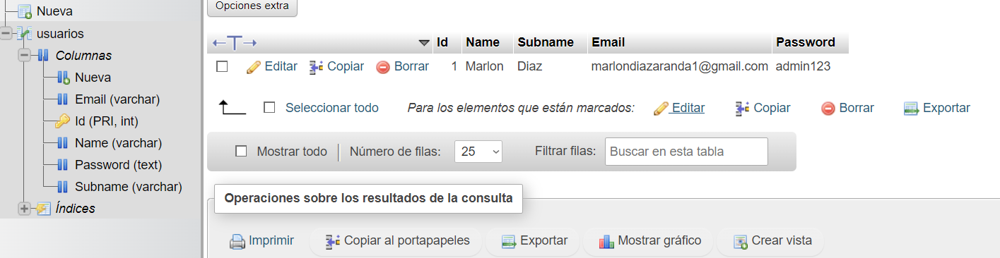 Nueva
usuarios
Columnas
Nueva
Email (varchar)
Id (PRI, int)
Name (varchar)
Password (text)
Subname (varchar)
Índices
Opciones extra
←T→ Id Name Subname Email Password
Editar Copiar Borrar 1 Marlon Diaz marlondiazaranda1@gmail.com admin123
Seleccionar todo Para los elementos que están marcados: Editar Copiar Borrar Exportar
Mostrar todo Número de filas: 25 Filtrar filas: Buscar en esta tabla
Operaciones sobre los resultados de la consulta
Imprimir Copiar al portapapeles Exportar Mostrar gráfico Crear vista